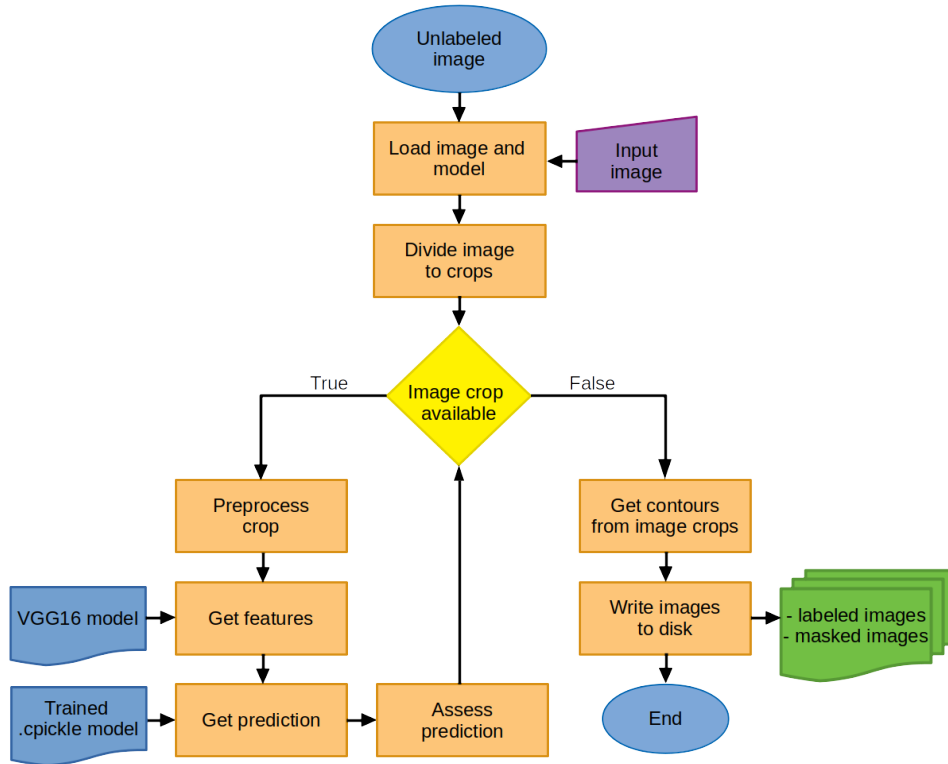 Unlabeled
image
Load image and
model
Input
image
Divide image
to crops
True
Image crop
available
False
Preprocess
crop
Get contours
from image crops
VGG16 model
Get features
Write images
to disk
- labeled images
- masked images
Trained
.cpickle model
Get prediction
Assess
prediction
End